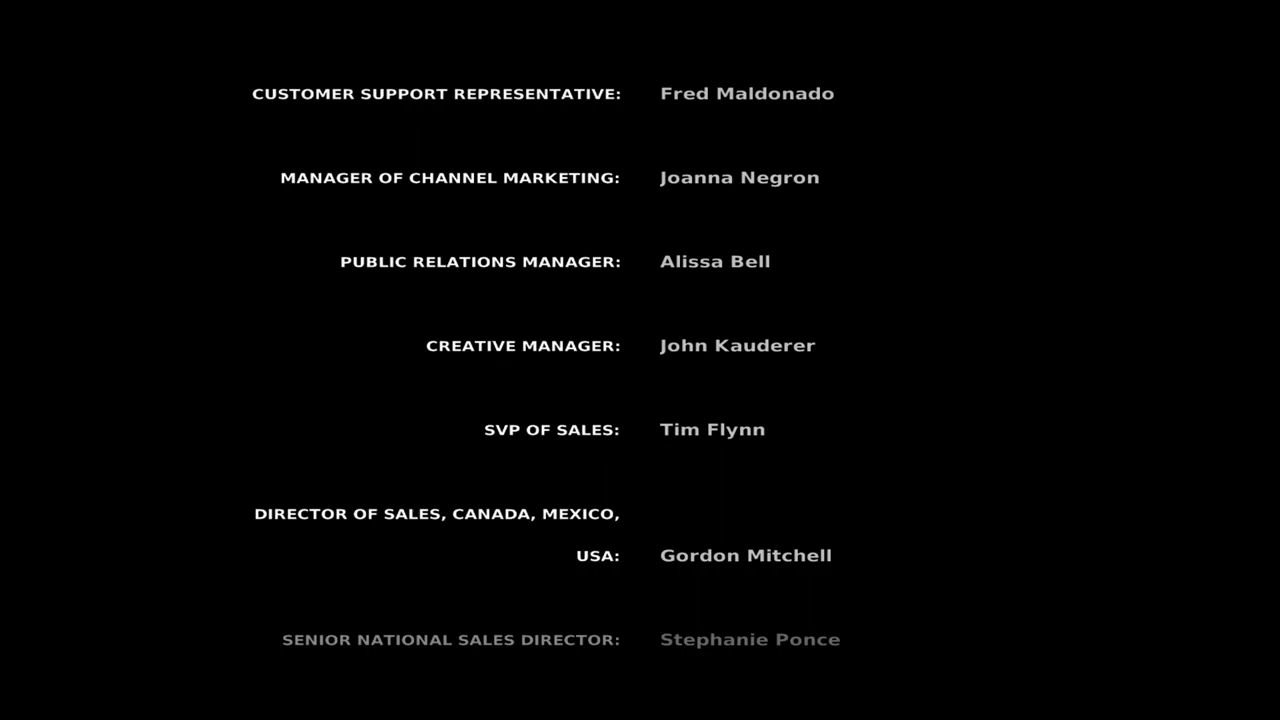 CUSTOMER SUPPORT REPRESENTATIVE: Fred Maldonado
MANAGER OF CHANNEL MARKETING: Joanna Negron
PUBLIC RELATIONS MANAGER: Alissa Bell
CREATIVE MANAGER: John Kauderer
SVP OF SALES: Tim Flynn
DIRECTOR OF SALES, CANADA, MEXICO,
USA: Gordon Mitchell
SENIOR NATIONAL SALES DIRECTOR: Stephanie Ponce